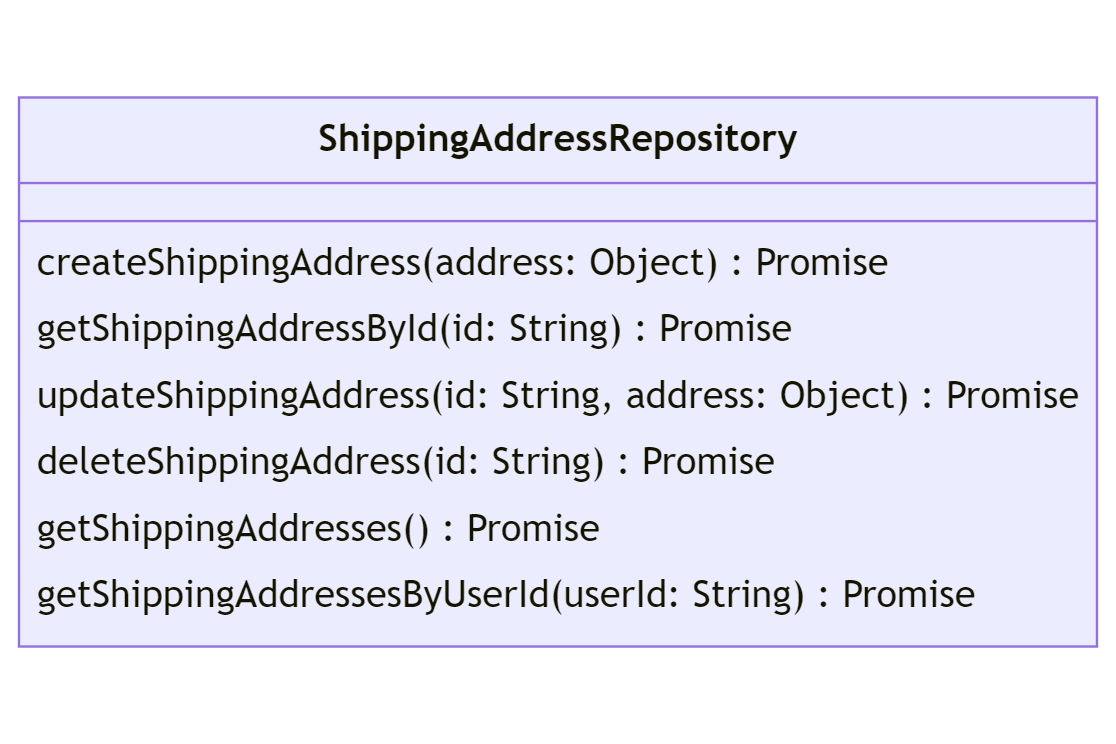 ShippingAddressRepository
createShippingAddress(address: Object) : Promise
getShippingAddressById(id: String) : Promise
updateShippingAddress(id: String, address: Object) : Promise
deleteShippingAddress(id: String) : Promise
getShippingAddresses() : Promise
getShippingAddressesByUserId(userId: String) : Promise